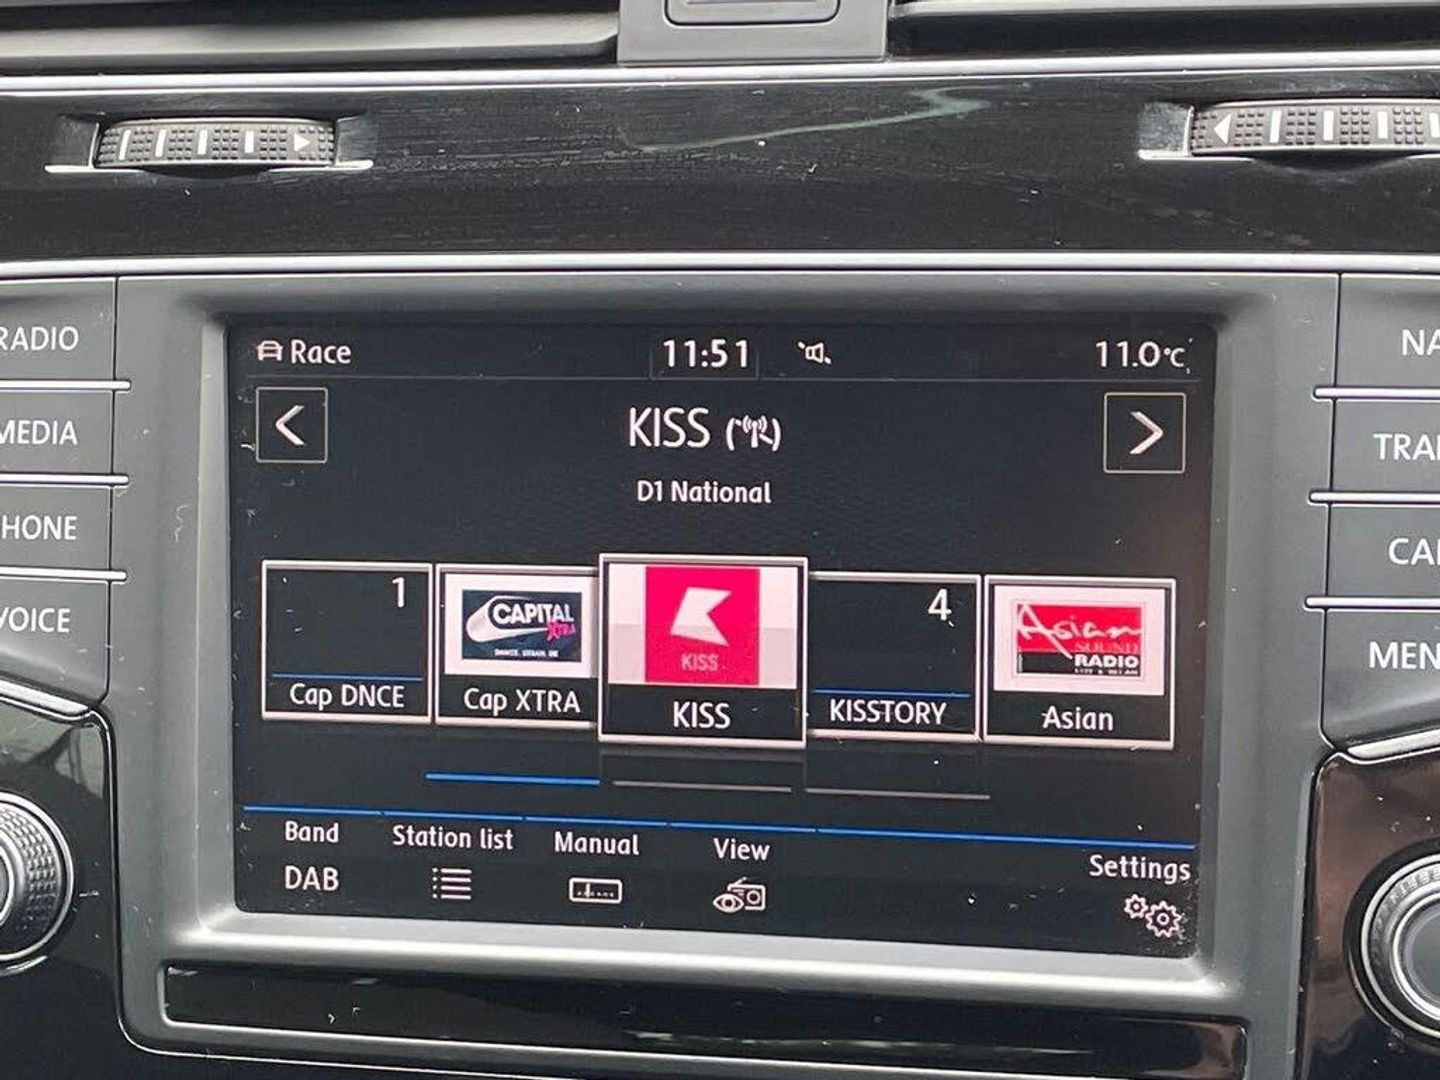 RADIO
MEDIA
HONE
VOICE
Race 11:51 11.0°C
KISS
D1 National
1
Cap DNCE
CAPITAL
XTRA
Cap XTRA
KISS
KISS
4
KISSTORY
Asian
SOUND
RADIO
Asian
Band
DAB
Station list
Manual
View
Settings
NA
TRA
CA
MEN